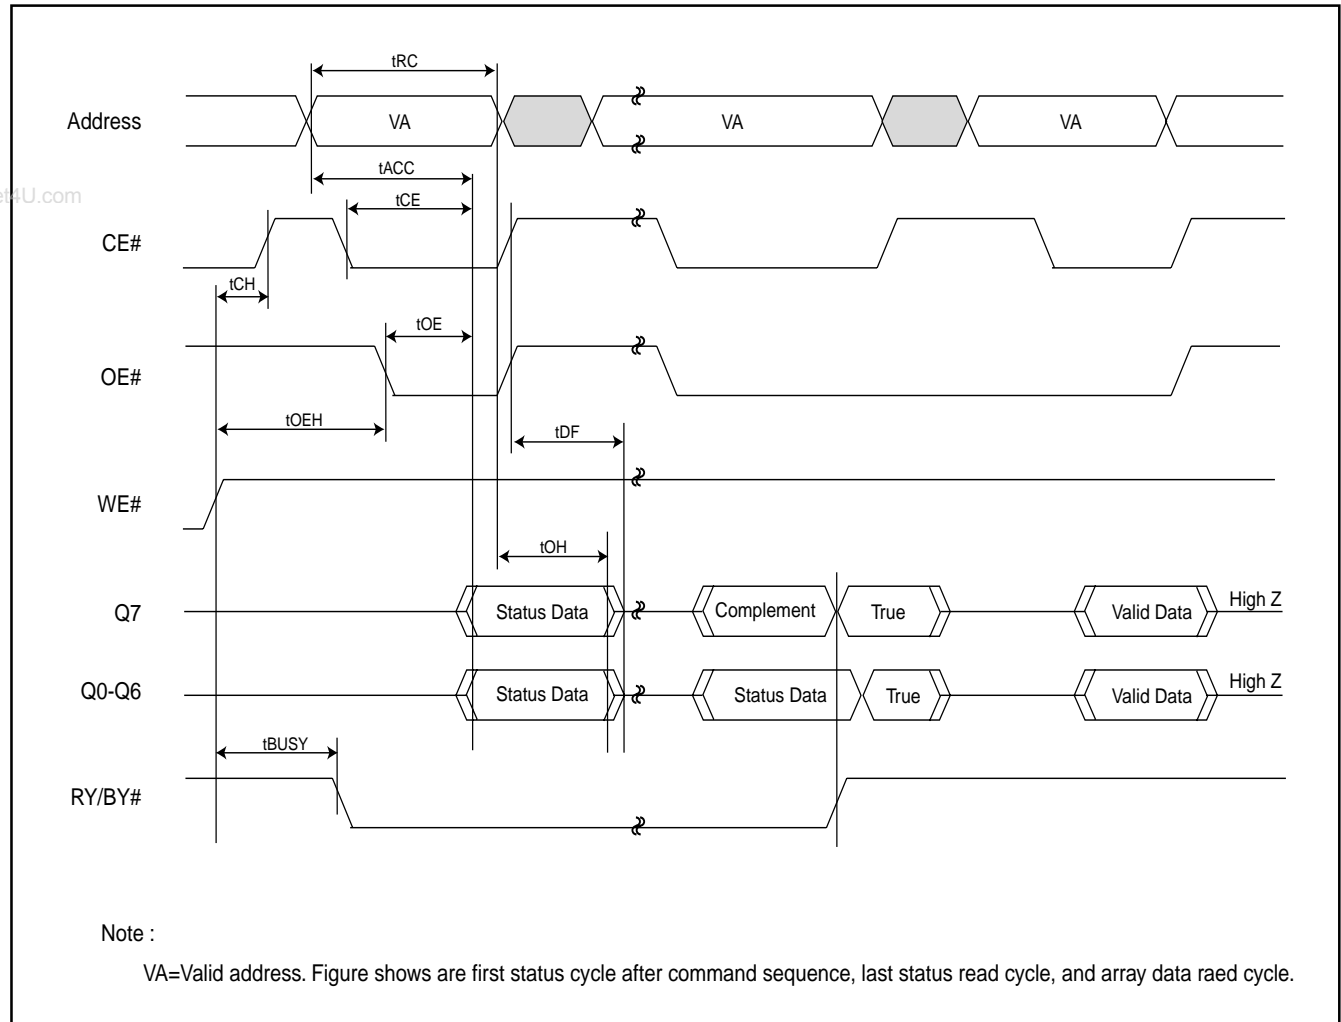 tRC
Address
VA
VA
VA
tACC
et4U.com
tCE
CE#
tCH
tOE
OE#
tOEH
tDF
WE#
tOH
Q7
Status Data
Complement
True
Valid Data
High Z
Q0-Q6
Status Data
Status Data
True
Valid Data
High Z
tBUSY
RY/BY#
Note :
VA=Valid address. Figure shows are first status cycle after command sequence, last status read cycle, and array data raed cycle.